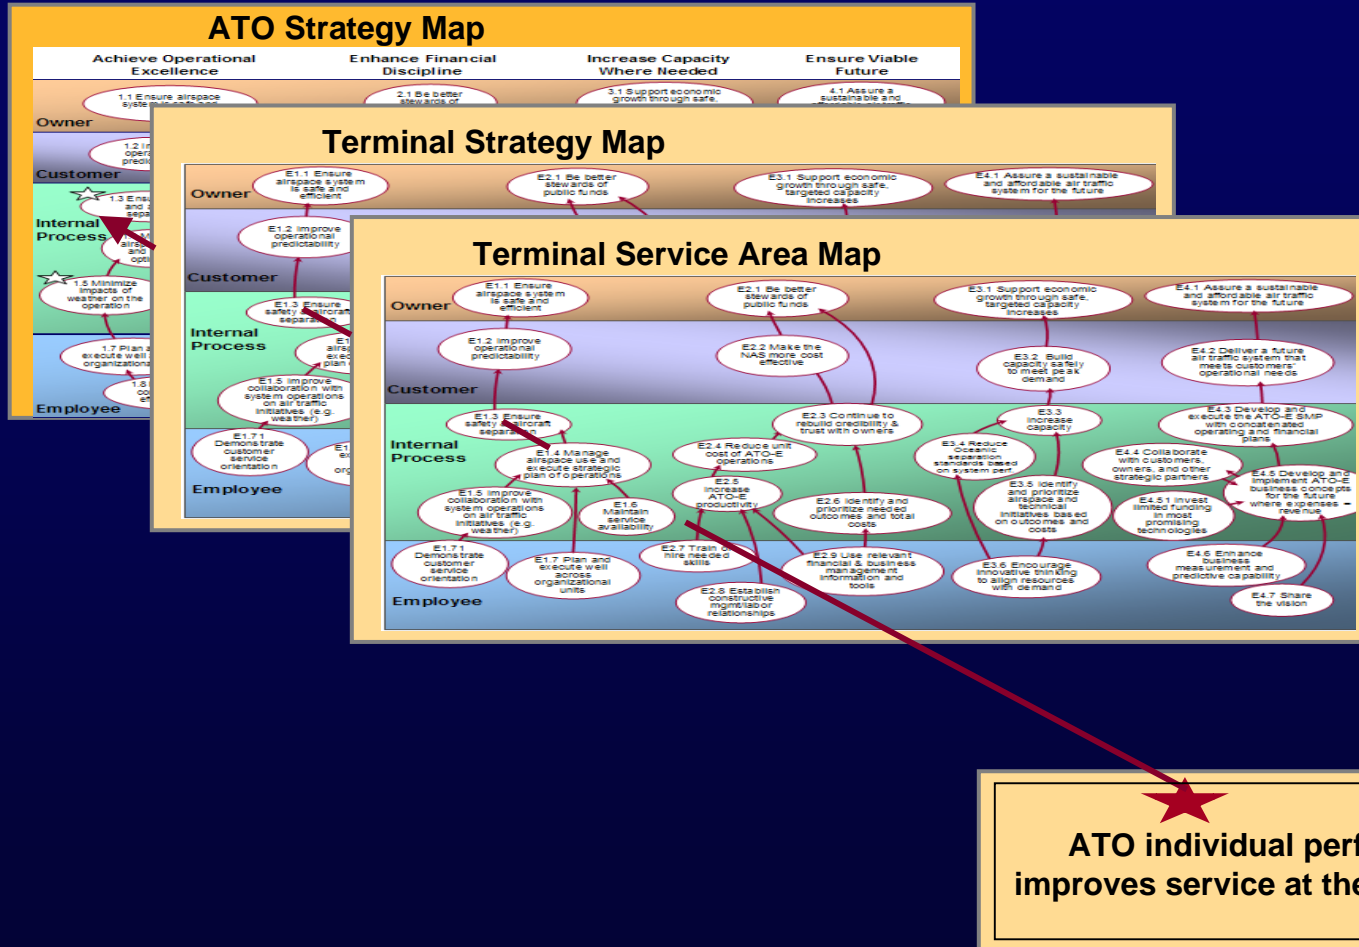 ATO Strategy Map
Achieve Operational
Excellence
Enhance Financial
Discipline
Increase Capacity
Where Needed
Ensure Viable
Future
1.1 Ensure airspace
2.1 Be better
stewards of
3.1 Support economic
growth through safe,
4.1 Assure a
sustainable and
Owner
1.2
Customer
1.3
Internal
Process
1.5 Minimize
impacts of
weather on the
operation
1.7 Plan
execute well
Employee
Terminal Strategy Map
Owner
E1.1 Ensure
airspace system
is safe and
efficient
E2.1 Be better
stewards of
public funds
E3.1 Support economic
growth through safe,
targeted capacity
increases
E4.1 Assure a sustainable
and affordable air traffic
system for the future
E1.2 Improve
operational
predictability
Customer
E1.3 Ensure
safety & aircraft
separation
Internal
Process
E1.5 Improve
collaboration with
system operations
on air traffic
initiatives (e.g.
weather)
E1.71
Demonstrate
customer
service
orientation
Employee
Terminal Service Area Map
Owner
E1.1 Ensure
airspace system
is safe and
efficient
E2.1 Be better
stewards of
public funds
E3.1 Support economic
growth through safe,
targeted capacity
increases
E4.1 Assure a sustainable
and affordable air traffic
system for the future
E1.2 Improve
operational
predictability
E2.2 Make the
NAS more cost
effective
E3.2 Build
capacity safely
to meet peak
demand
E4.2 Deliver a future
air traffic system that
meets customers'
operational needs
Customer
E1.3 Ensure
safety & aircraft
separation
E2.3 Continue to
rebuild credibility &
trust with owners
E3.3
Increase
capacity
E4.3 Develop and
execute the ATO-E SMP
with concatenated
operating and financial
plans
Internal
Process
E1.4 Manage
airspace use and
execute strategic
plan of operations
E2.4 Reduce unit
cost of ATO-E
operations
E3.4 Reduce
Oceanic
separation
standards based
on system perf.
E4.4 Collaborate
with customers,
owners, and other
strategic partners
E4.5 Develop and
implement ATO-E
business concepts
for the future
where expenses =
revenue
E1.5 Improve
collaboration with
system operations
on air traffic
initiatives (e.g.
weather)
E1.6
Maintain
service
availability
E2.5
Increase
ATO-E
productivity
E2.6 Identify and
prioritize needed
outcomes and total
costs
E3.5 Identify
and prioritize
airspace and
technical
initiatives based
on outcomes and
costs
E4.51 Invest
limited funding
in most
promising
technologies
E1.71
Demonstrate
customer
service
orientation
E1.7 Plan and
execute well
across
organizational
units
E2.7 Train or
hire needed
skills
E2.9 Use relevant
financial & business
management
information and
tools
E3.6 Encourage
innovative thinking
to align resources
with demand
E4.6 Enhance
business
measurement and
predictive capability
Employee
E2.8 Establish
constructive
mgmt/labor
relationships
E4.7 Share
the vision
ATO individual perf
improves service at the